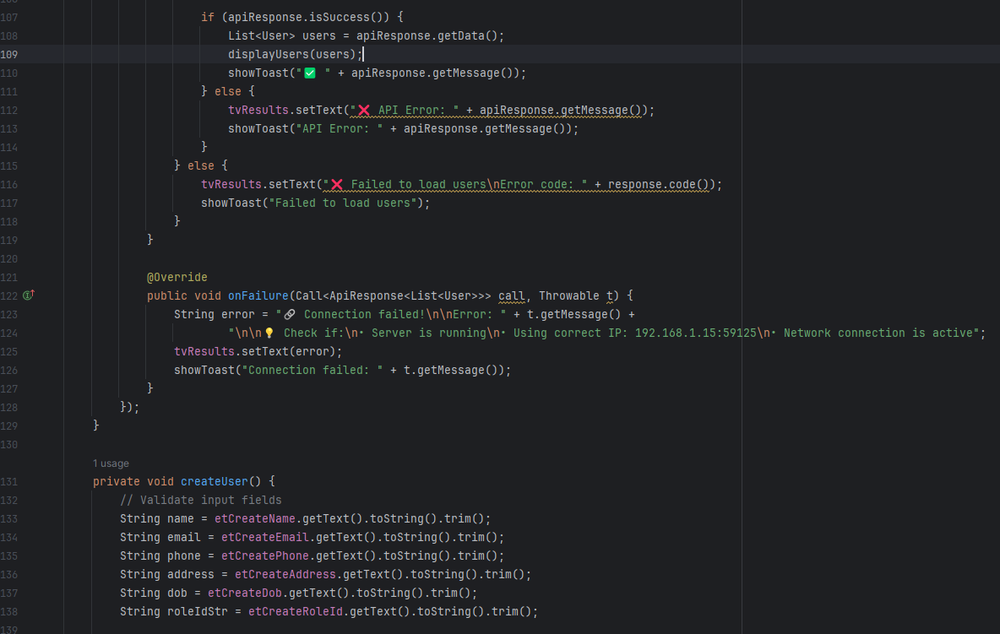 107 if (apiResponse.isSuccess()) {
108 List<User> users = apiResponse.getData();
109 displayUsers(users);
110 showToast("✅ " + apiResponse.getMessage());
111 } else {
112 tvResults.setText("❌ API Error: " + apiResponse.getMessage());
113 showToast("API Error: " + apiResponse.getMessage());
114 }
115 } else {
116 tvResults.setText("❌ Failed to load users\nError code: " + response.code());
117 showToast("Failed to load users");
118 }
119 }
120
121 @Override
122 public void onFailure(Call<ApiResponse<List<User>>> call, Throwable t) {
123 String error = "🔗 Connection failed!\n\nError: " + t.getMessage() +
124 "\n\n💡 Check if:\n• Server is running\n• Using correct IP: 192.168.1.15:59125\n• Network connection is active";
125 tvResults.setText(error);
126 showToast("Connection failed: " + t.getMessage());
127 }
128 });
129 }
130
1 usage
131 private void createUser() {
132 // Validate input fields
133 String name = etCreateName.getText().toString().trim();
134 String email = etCreateEmail.getText().toString().trim();
135 String phone = etCreatePhone.getText().toString().trim();
136 String address = etCreateAddress.getText().toString().trim();
137 String dob = etCreateDob.getText().toString().trim();
138 String roleIdStr = etCreateRoleId.getText().toString().trim();
139